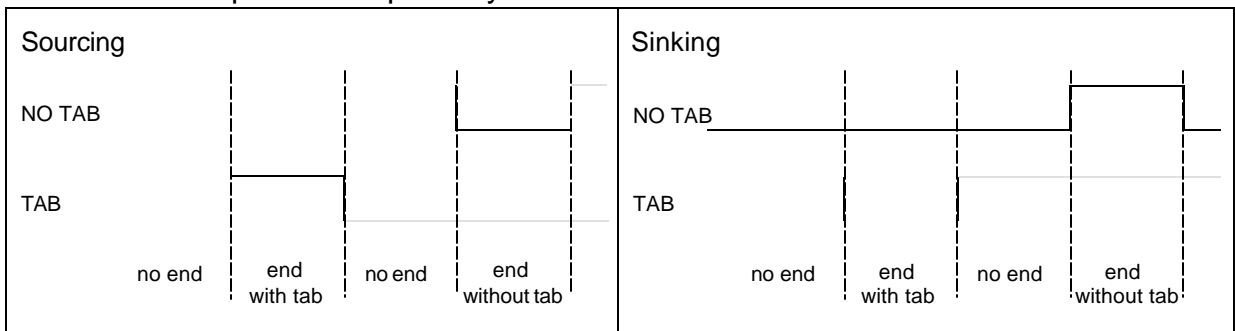 Sourcing
NO TAB
TAB
no end
end
with tab
no end
end
without tab
Sinking
NO TAB
TAB
no end
end
with tab
no end
end
without tab